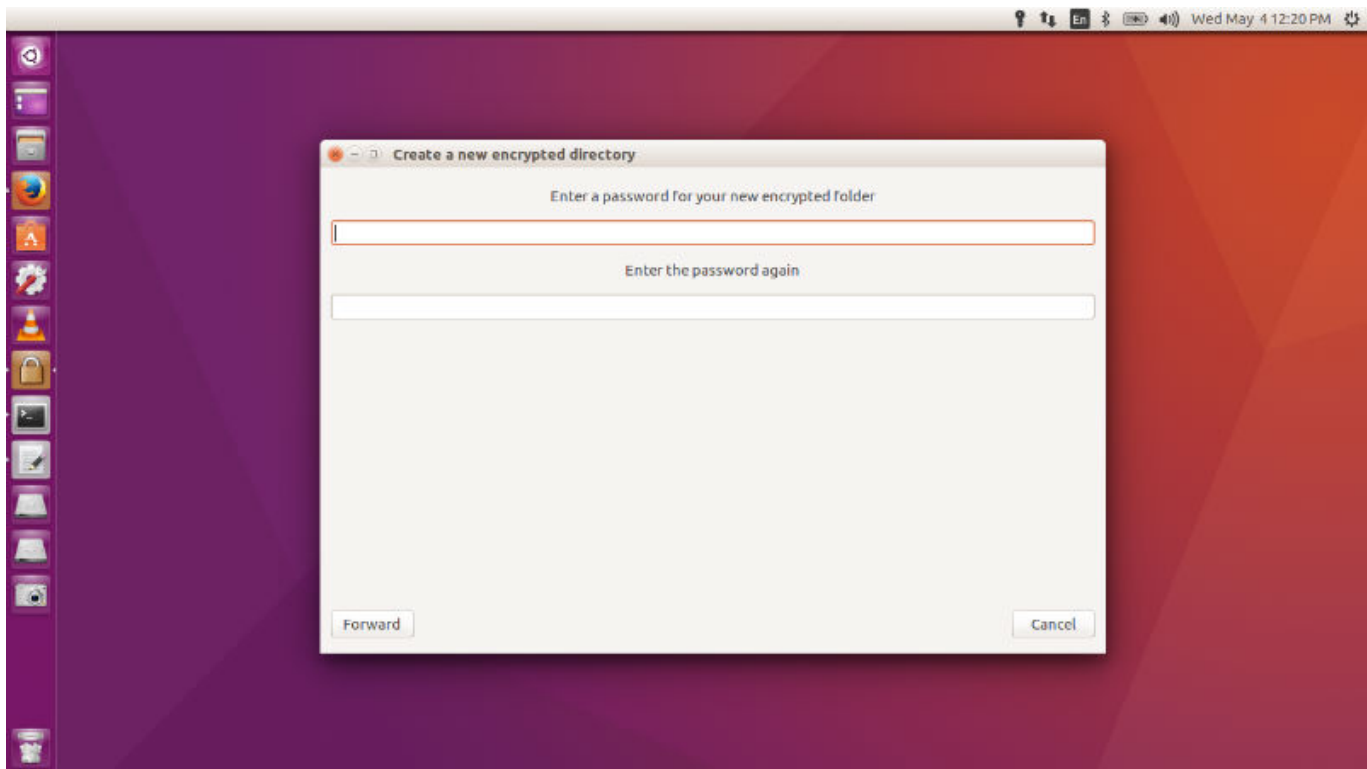 En
Wed May 4 12:20 PM
Create a new encrypted directory
Enter a password for your new encrypted folder
Enter the password again
Forward
Cancel